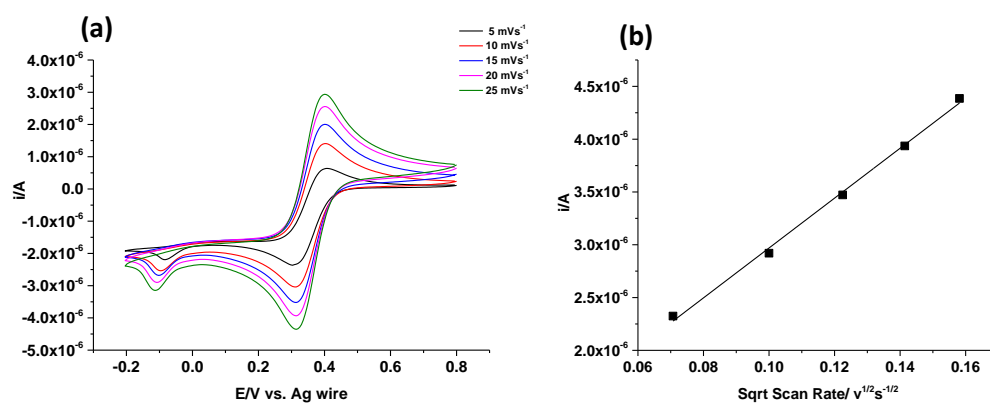 (a)
5 mVs⁻¹
10 mVs⁻¹
15 mVs⁻¹
20 mVs⁻¹
25 mVs⁻¹
4.0x10⁻⁶
3.0x10⁻⁶
2.0x10⁻⁶
1.0x10⁻⁶
0.0
-1.0x10⁻⁶
-2.0x10⁻⁶
-3.0x10⁻⁶
-4.0x10⁻⁶
-5.0x10⁻⁶
i/A
-0.2 0.0 0.2 0.4 0.6 0.8
E/V vs. Ag wire
(b)
4.5x10⁻⁶
4.0x10⁻⁶
3.5x10⁻⁶
3.0x10⁻⁶
2.5x10⁻⁶
2.0x10⁻⁶
i/A
0.06 0.08 0.10 0.12 0.14 0.16
Sqrt Scan Rate/ v¹ᐟ²s⁻¹ᐟ²